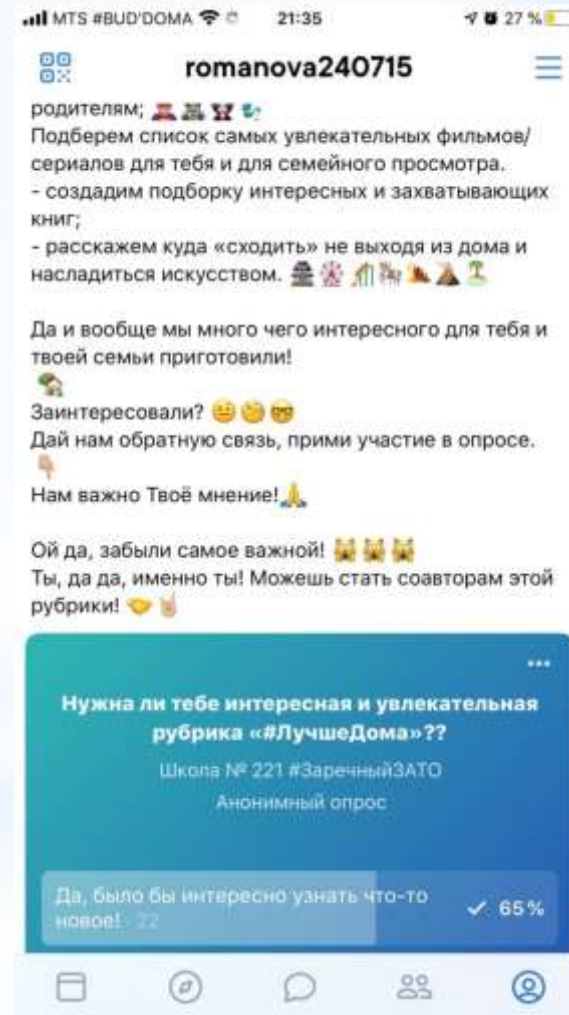 MTS #BUD'DOMA 21:35 27 %
romanova240715
родителям;
Подберем список самых увлекательных фильмов/
сериалов для тебя и для семейного просмотра.
- создадим подборку интересных и захватывающих
книг;
- расскажем куда «сходить» не выходя из дома и
насладиться искусством.
Да и вообще мы много чего интересного для тебя и
твоей семьи приготовили!
Заинтересовали?
Дай нам обратную связь, прими участие в опросе.
Нам важно Твоё мнение!
Ой да, забыли самое важной!
Ты, да да, именно ты! Можешь стать соавторам этой
рубрики!
Нужна ли тебе интересная и увлекательная
рубрика «#ЛучшеДома»??
Школа № 221 #ЗаречныйЗАТО
Анонимный опрос
Да, было бы интересно узнать что-то
новое! · 22
65%